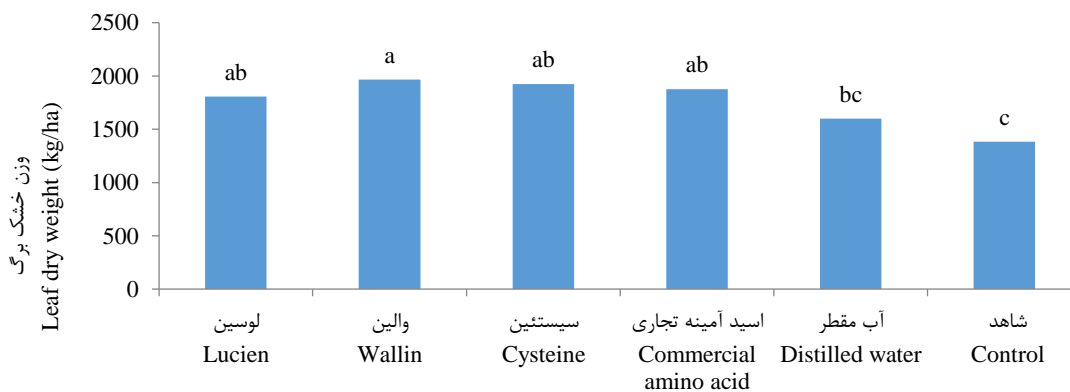 2500
2000
1500
1000
500
0
ab
a
ab
ab
bc
c
وزن خشک برگ
Leaf dry weight (kg/ha)
لوسین
والین
سیستئین
اسید آمینه تجاری
آب مقطر
شاهد
Lucien
Wallin
Cysteine
Commercial
amino acid
Distilled water
Control